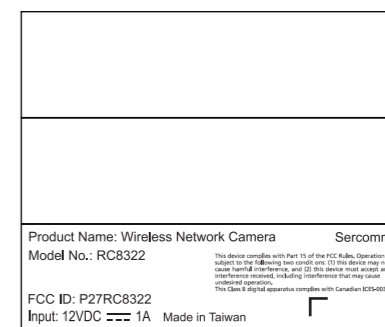 Product Name: Wireless Network Camera Sercomm
Model No.: RC8322
This device complies with Part 15 of the FCC Rules, Operation
subject to the following two condit ons: (1) this device may n
cause hamful interference, and (2) this device must accept an
interference received, including interference that may cause
undesired operation,
This Class B digital apparatus complies with Canadian ICES-003
FCC ID: P27RC8322
Input: 12VDC 1A Made in Taiwan